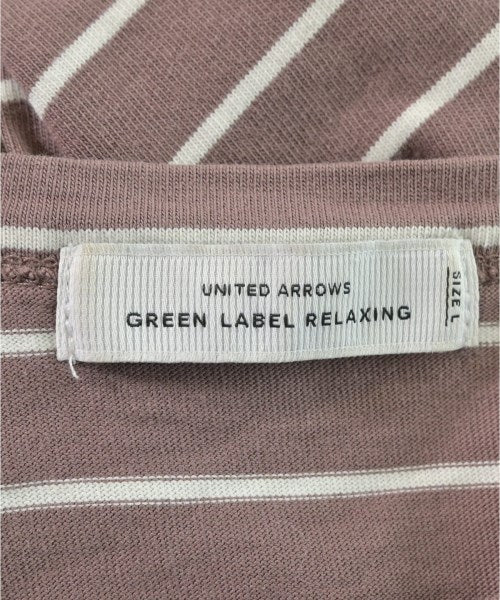 UNITED ARROWS
GREEN LABEL RELAXING
SIZE L